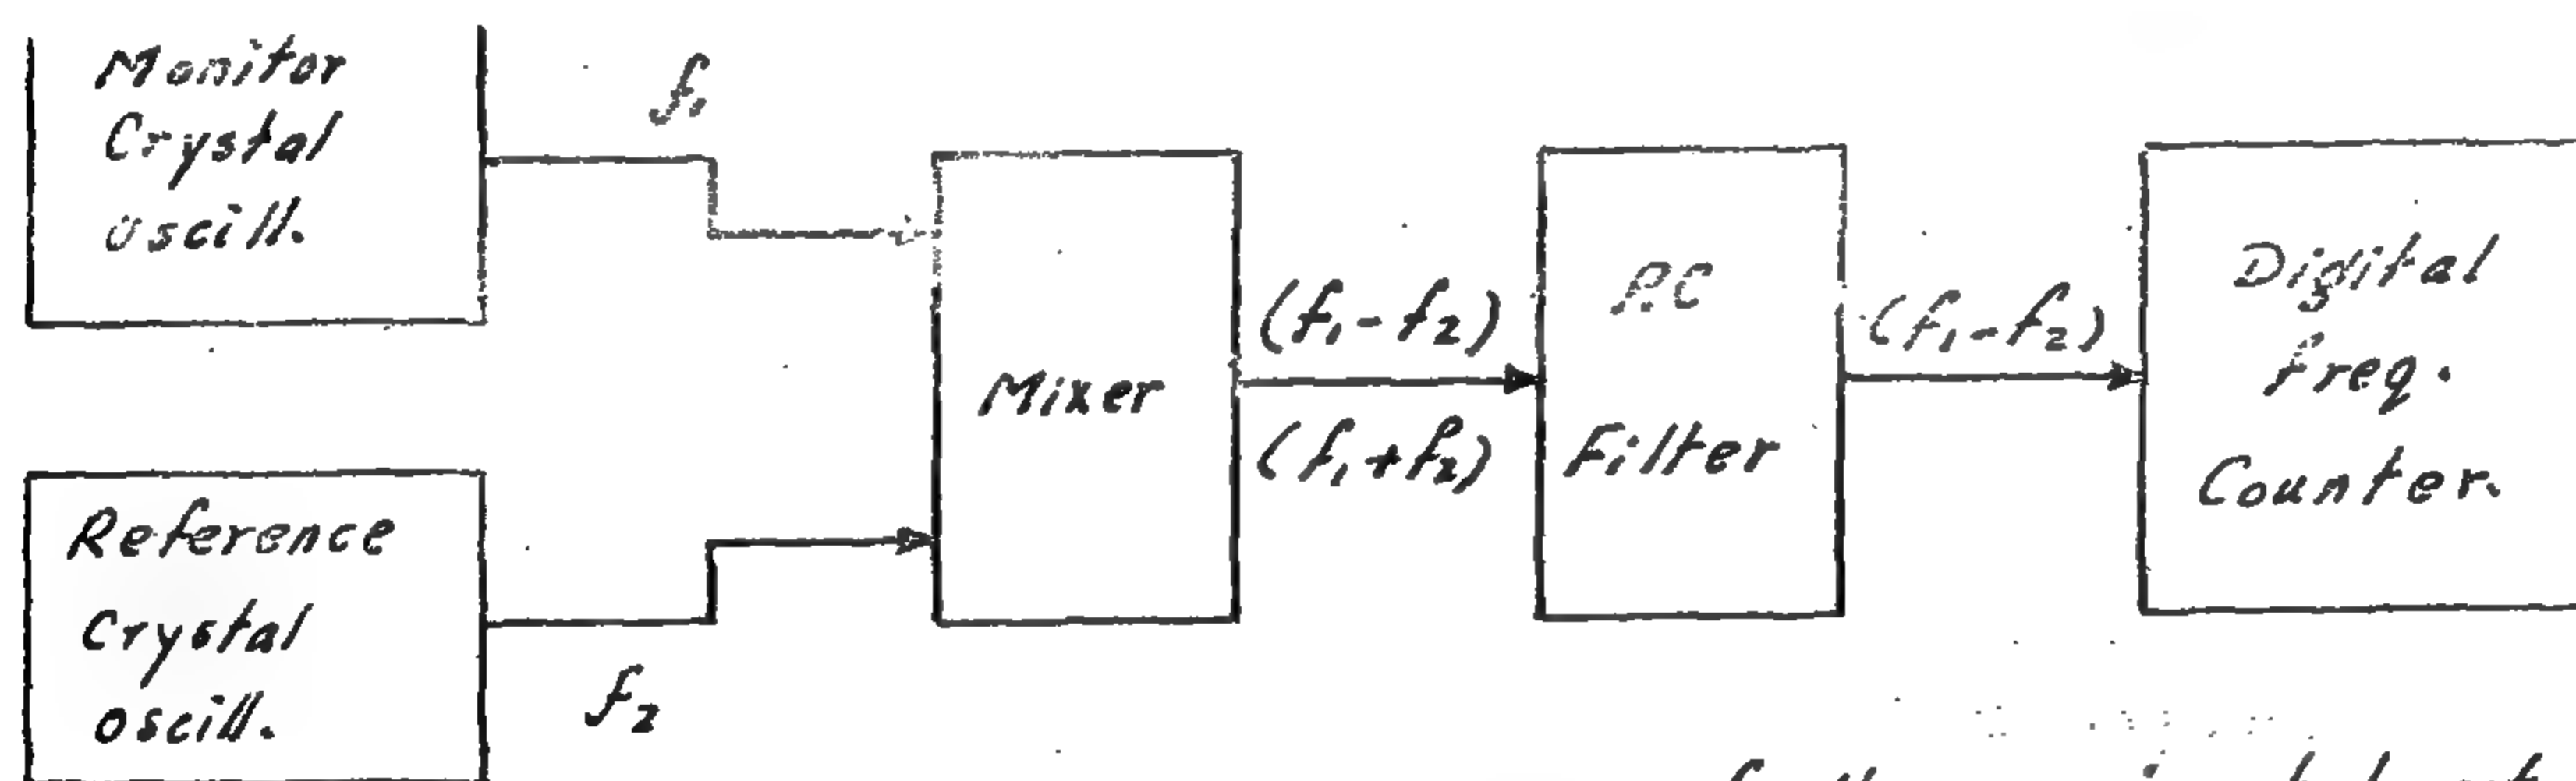 Monitor
Crystal
oscill.
f1
Mixer
(f1 - f2)
(f1 + f2)
RC
Filter
(f1 - f2)
Digital
freq.
Counter.
Reference
Crystal
oscill.
f2